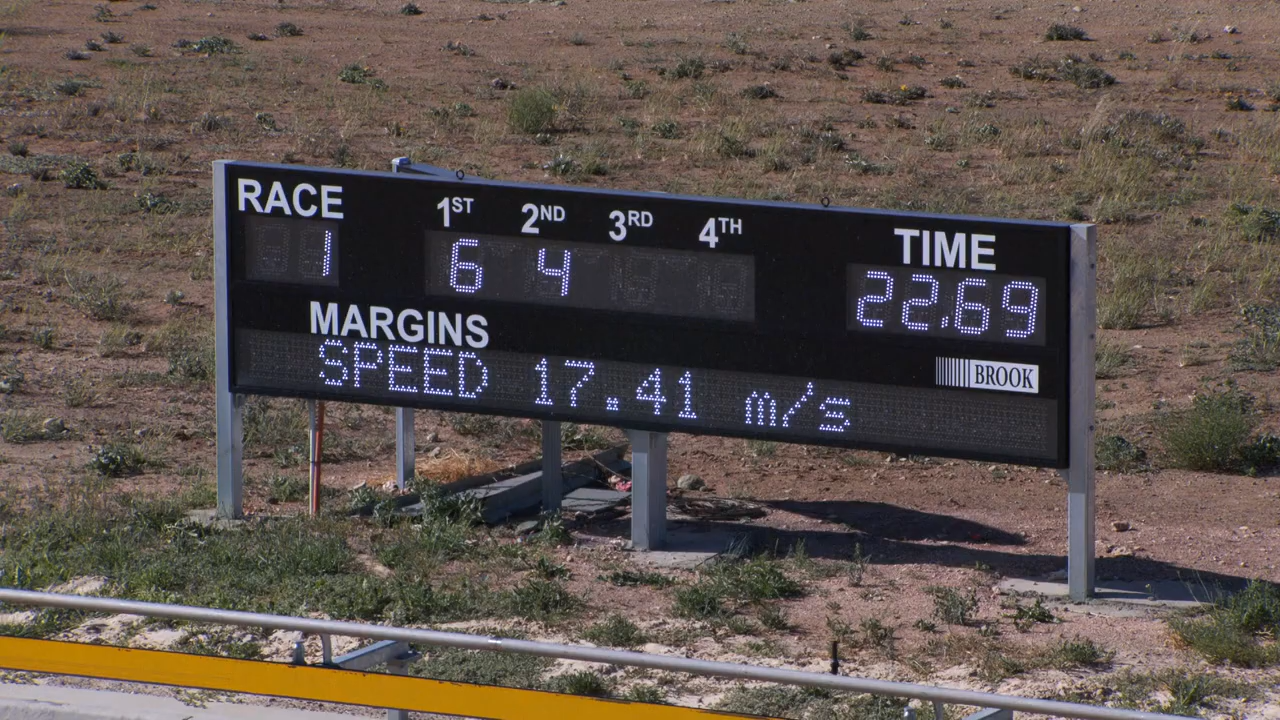 RACE 1ST 2ND 3RD 4TH TIME
1 6 4 22.69
MARGINS
SPEED 17.41 m/s
BROOK